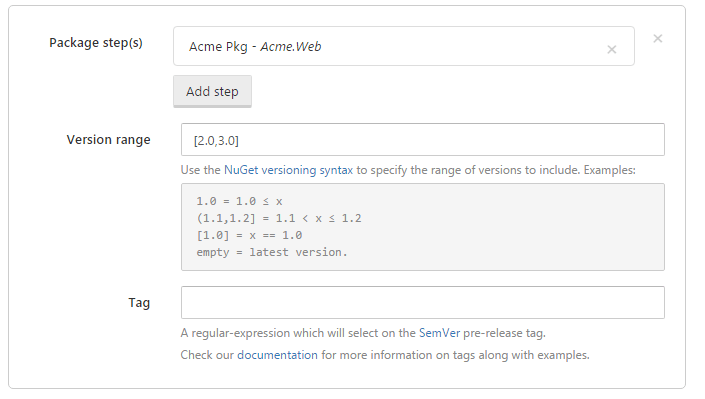 Package step(s)
Acme Pkg - Acme.Web
Add step
Version range
[2.0,3.0]
Use the NuGet versioning syntax to specify the range of versions to include. Examples:
1.0 = 1.0 ≤ x
(1.1,1.2] = 1.1 < x ≤ 1.2
[1.0] = x == 1.0
empty = latest version.
Tag
A regular-expression which will select on the SemVer pre-release tag.
Check our documentation for more information on tags along with examples.